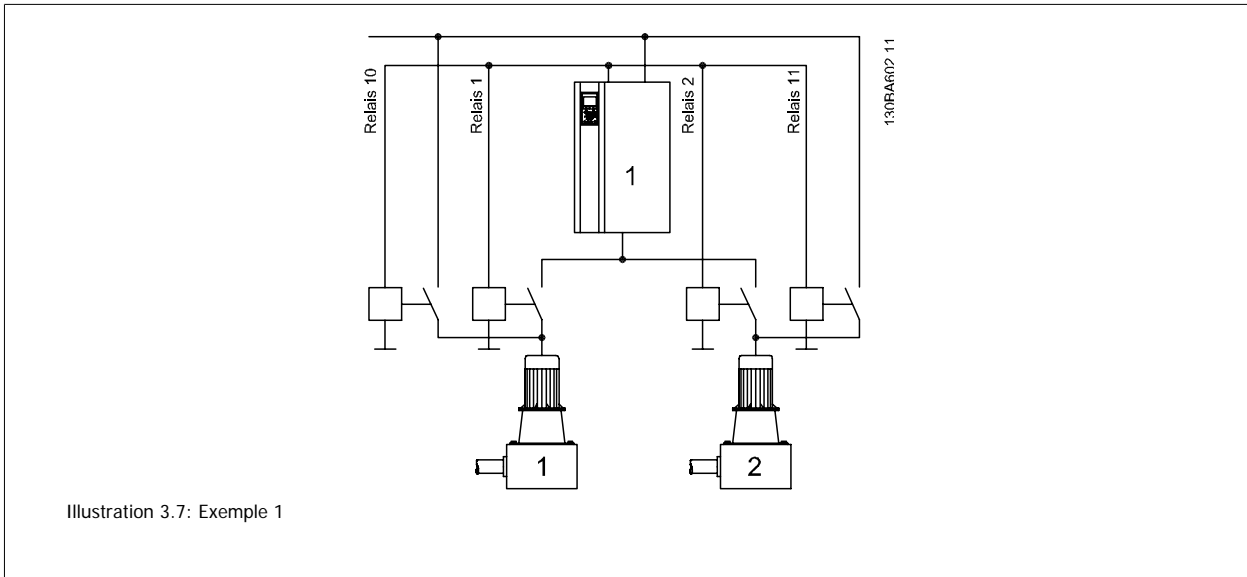 Relais 10
Relais 1
Relais 2
Relais 11
130BA602.11
1
1
2
Illustration 3.7: Exemple 1